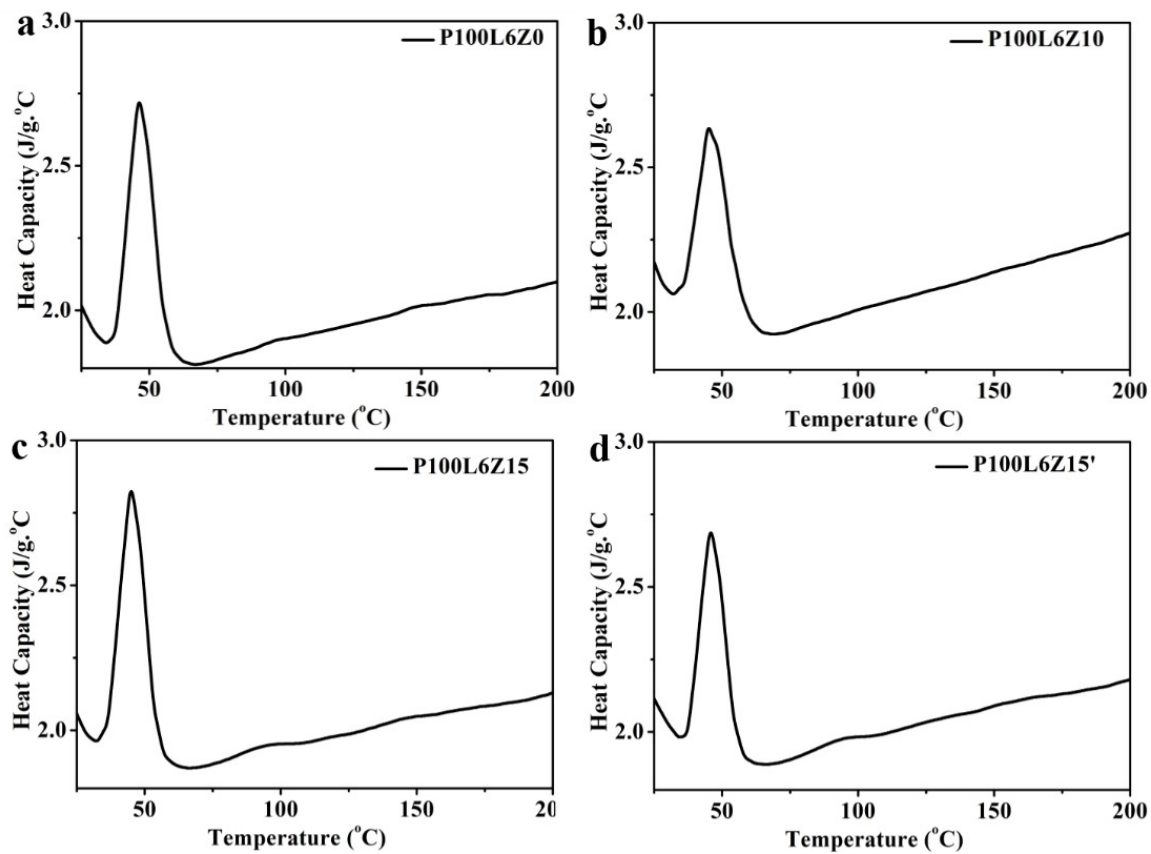 a
P100L6Z0
3.0
2.5
2.0
Heat Capacity (J/g.°C
50
100
150
200
Temperature (°C)
b
P100L6Z10
3.0
2.5
2.0
Heat Capacity (J/g.°C
50
100
150
200
Temperature (°C)
c
P100L6Z15
3.0
2.5
2.0
Heat Capacity (J/g.°C
50
100
150
20
Temperature (°C)
d
P100L6Z15'
3.0
2.5
2.0
Heat Capacity (J/g.°C
50
100
150
200
Temperature (°C)